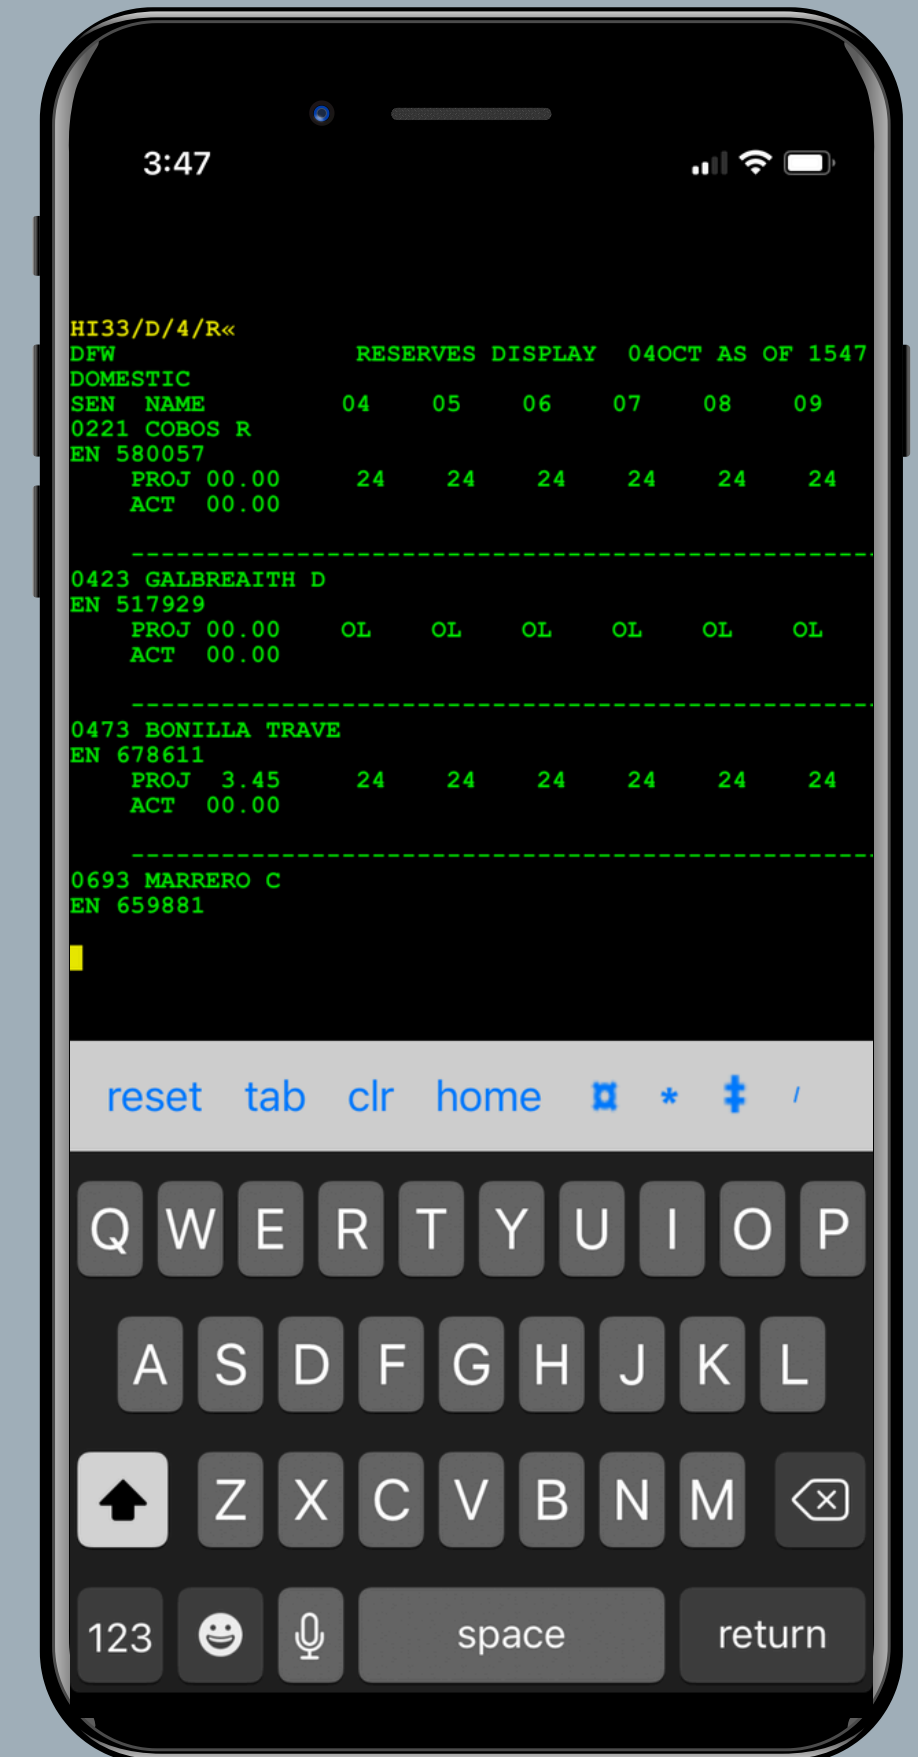 3:47
HI33/D/4/R«
DFW RESERVES DISPLAY 04OCT AS OF 1547
DOMESTIC
SEN NAME 04 05 06 07 08 09
0221 COBOS R
EN 580057
PROJ 00.00 24 24 24 24 24 24
ACT 00.00
------------------------------------------------
0423 GALBREAITH D
EN 517929
PROJ 00.00 OL OL OL OL OL OL
ACT 00.00
------------------------------------------------
0473 BONILLA TRAVE
EN 678611
PROJ 3.45 24 24 24 24 24 24
ACT 00.00
------------------------------------------------
0693 MARRERO C
EN 659881
reset tab clr home ¤ * ‡ /
Q W E R T Y U I O P
A S D F G H J K L
Z X C V B N M
123 space return